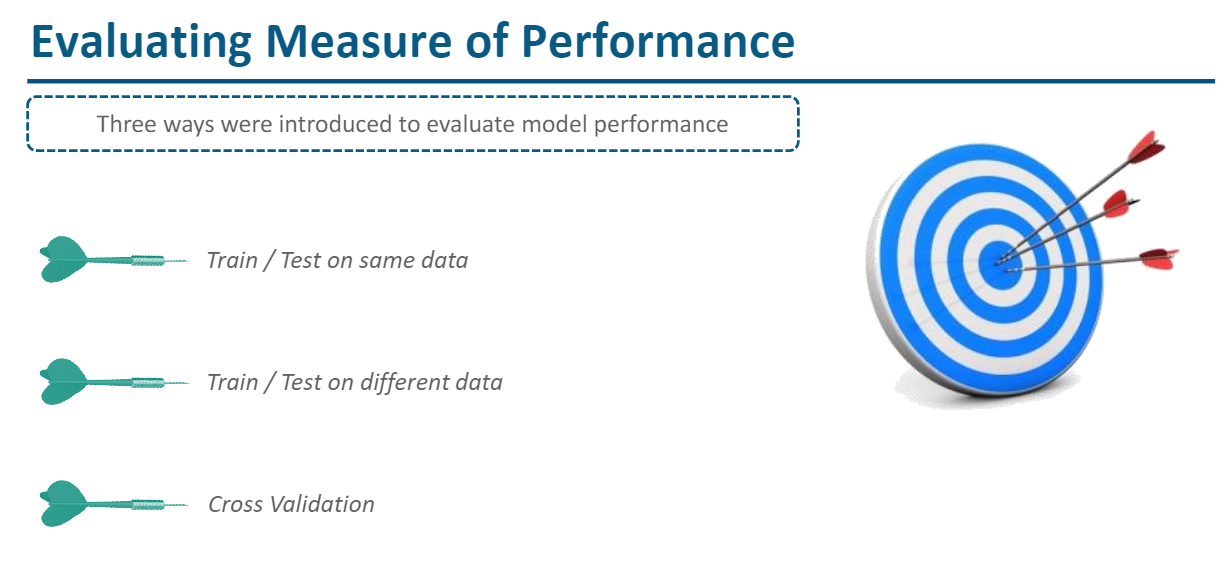 Evaluating Measure of Performance
Three ways were introduced to evaluate model performance
Train / Test on same data
Train / Test on different data
Cross Validation